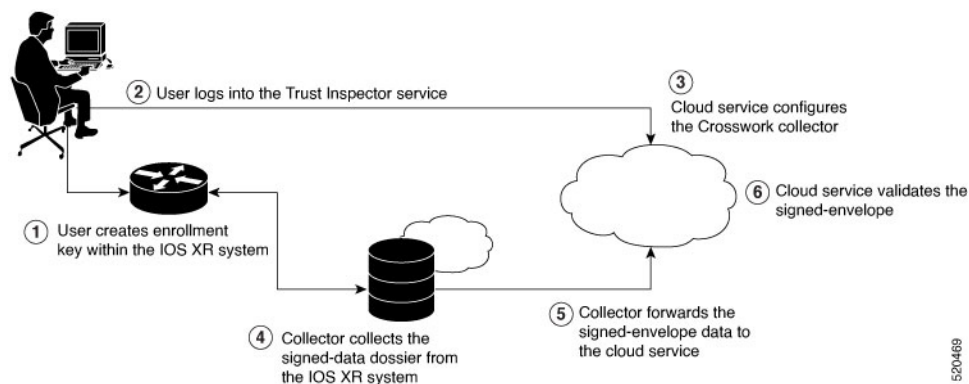 ② User logs into the Trust Inspector service
③
Cloud service configures
the Crosswork collector
⑥ Cloud service validates the
signed-envelope
① User creates enrollment
key within the IOS XR system
④ Collector collects the
signed-data dossier from
the IOS XR system
⑤ Collector forwards the
signed-envelope data to
the cloud service
520469